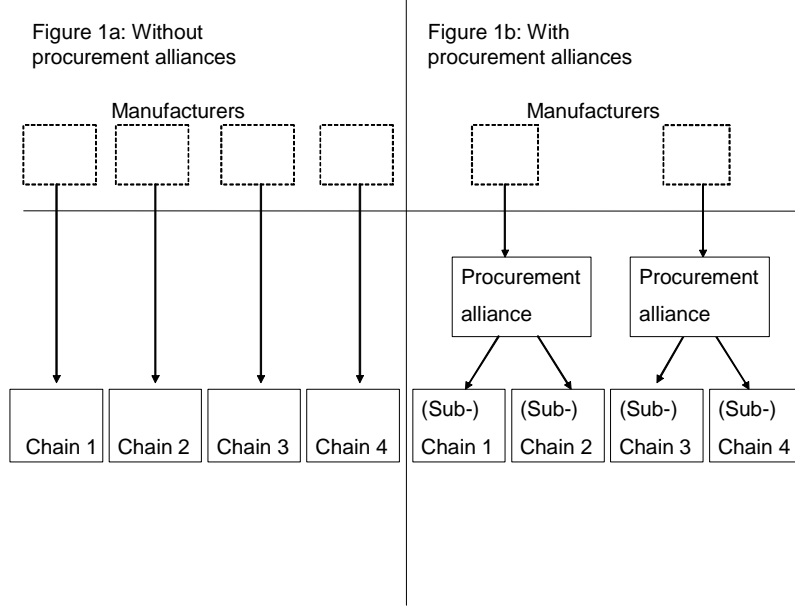 Figure 1a: Without
procurement alliances
Manufacturers
Chain 1
Chain 2
Chain 3
Chain 4
Figure 1b: With
procurement alliances
Manufacturers
Procurement
alliance
Procurement
alliance
(Sub-)
Chain 1
(Sub-)
Chain 2
(Sub-)
Chain 3
(Sub-)
Chain 4